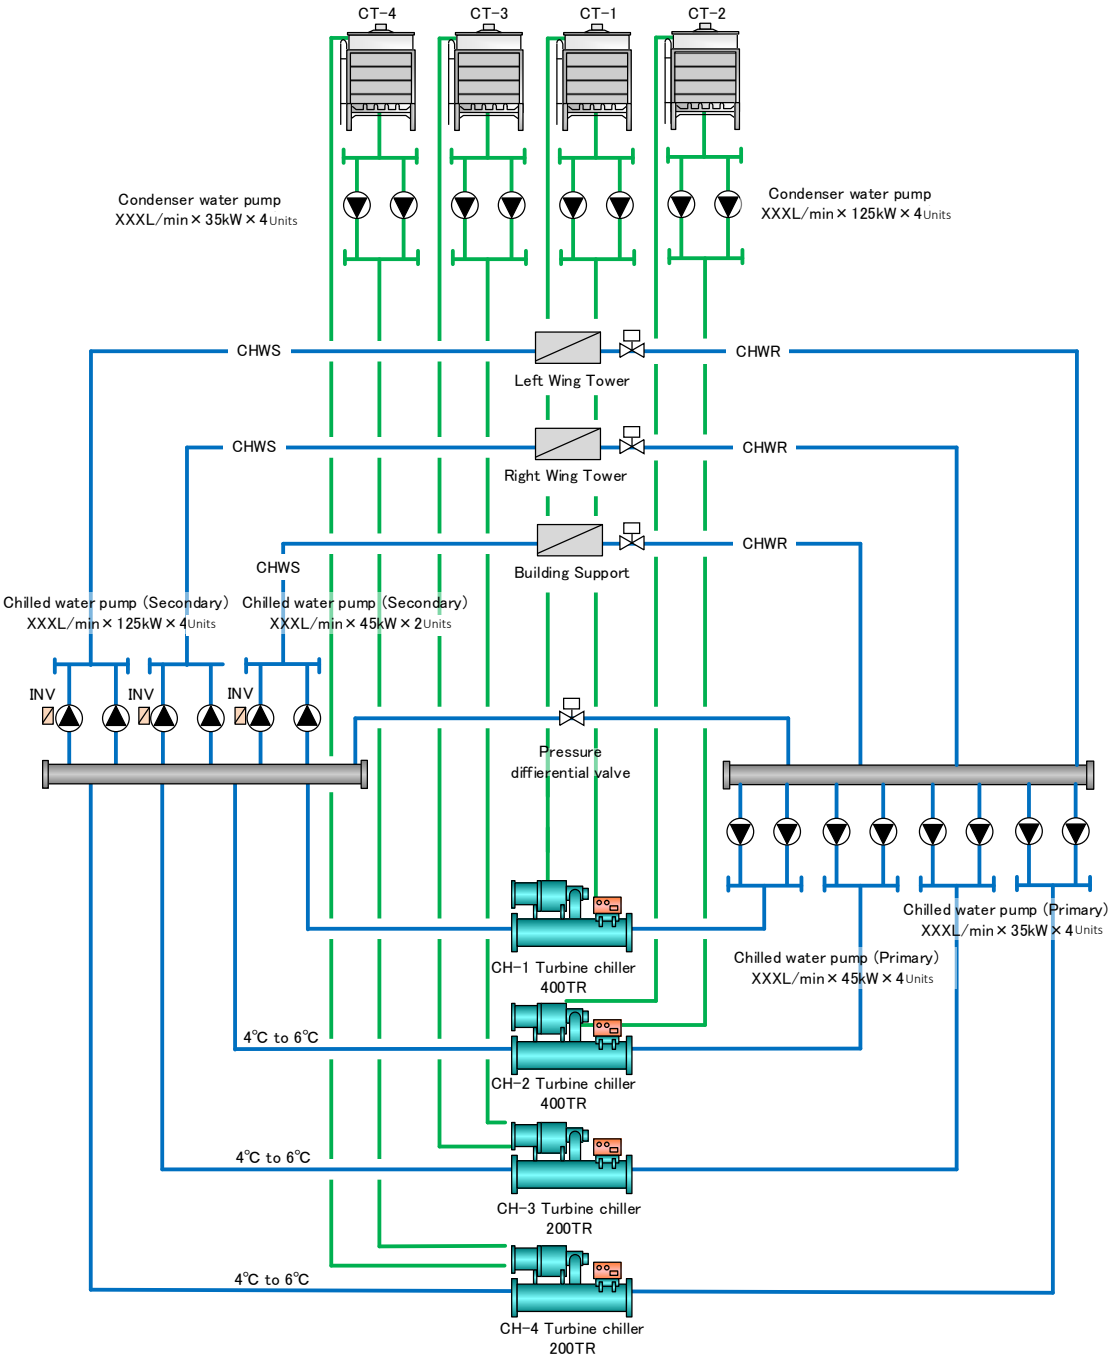 CT-4
CT-3
CT-1
CT-2
Condenser water pump
XXXL/min×35kW×4Units
Condenser water pump
XXXL/min×125kW×4Units
CHWS
CHWR
Left Wing Tower
CHWS
CHWR
Right Wing Tower
CHWS
CHWR
Building Support
Chilled water pump (Secondary)
XXXL/min×125kW×4Units
Chilled water pump (Secondary)
XXXL/min×45kW×2Units
INV
INV
INV
Pressure
diffierential valve
Chilled water pump (Primary)
XXXL/min×35kW×4Units
Chilled water pump (Primary)
XXXL/min×45kW×4Units
CH-1 Turbine chiller
400TR
4℃ to 6℃
CH-2 Turbine chiller
400TR
4℃ to 6℃
CH-3 Turbine chiller
200TR
4℃ to 6℃
CH-4 Turbine chiller
200TR